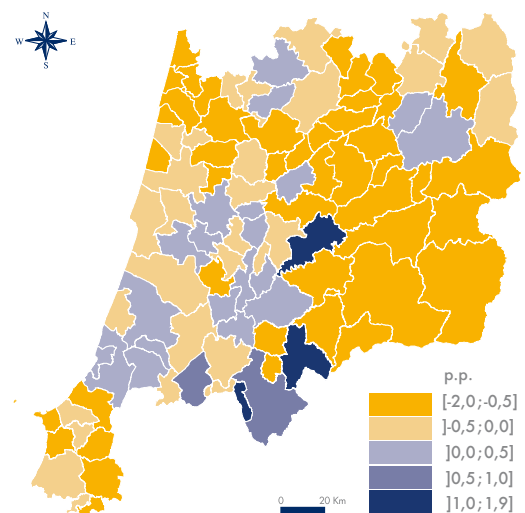 N
W E
S
p.p.
[-2,0 ; -0,5]
]-0,5 ; 0,0]
]0,0 ; 0,5]
]0,5 ; 1,0]
]1,0 ; 1,9]
0 20 Km